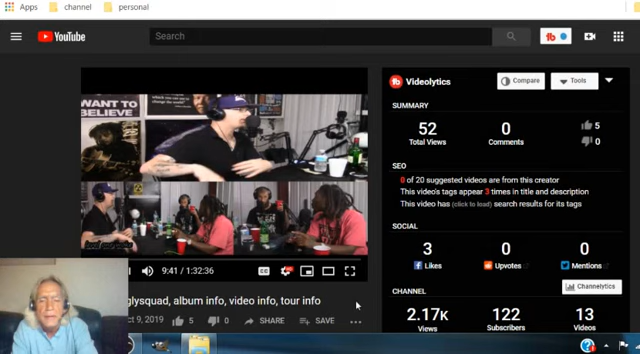 Apps channel personal
YouTube
Search
Videolytics
Compare
Tools
WANT TO
BELIEVE
SUMMARY
52
Total Views
0
Comments
5
0
SEO
0 of 20 suggested videos are from this creator
This video's tags appear 3 times in title and description
This video has (click to load) search results for its tags
SOCIAL
3
Likes
0
Upvotes
0
Mentions
9:41 / 1:32:36
CHANNEL
Channelytics
2.17K
Views
122
Subscribers
13
Videos
glysquad, album info, video info, tour info
ct 9, 2019
5
0
SHARE
SAVE